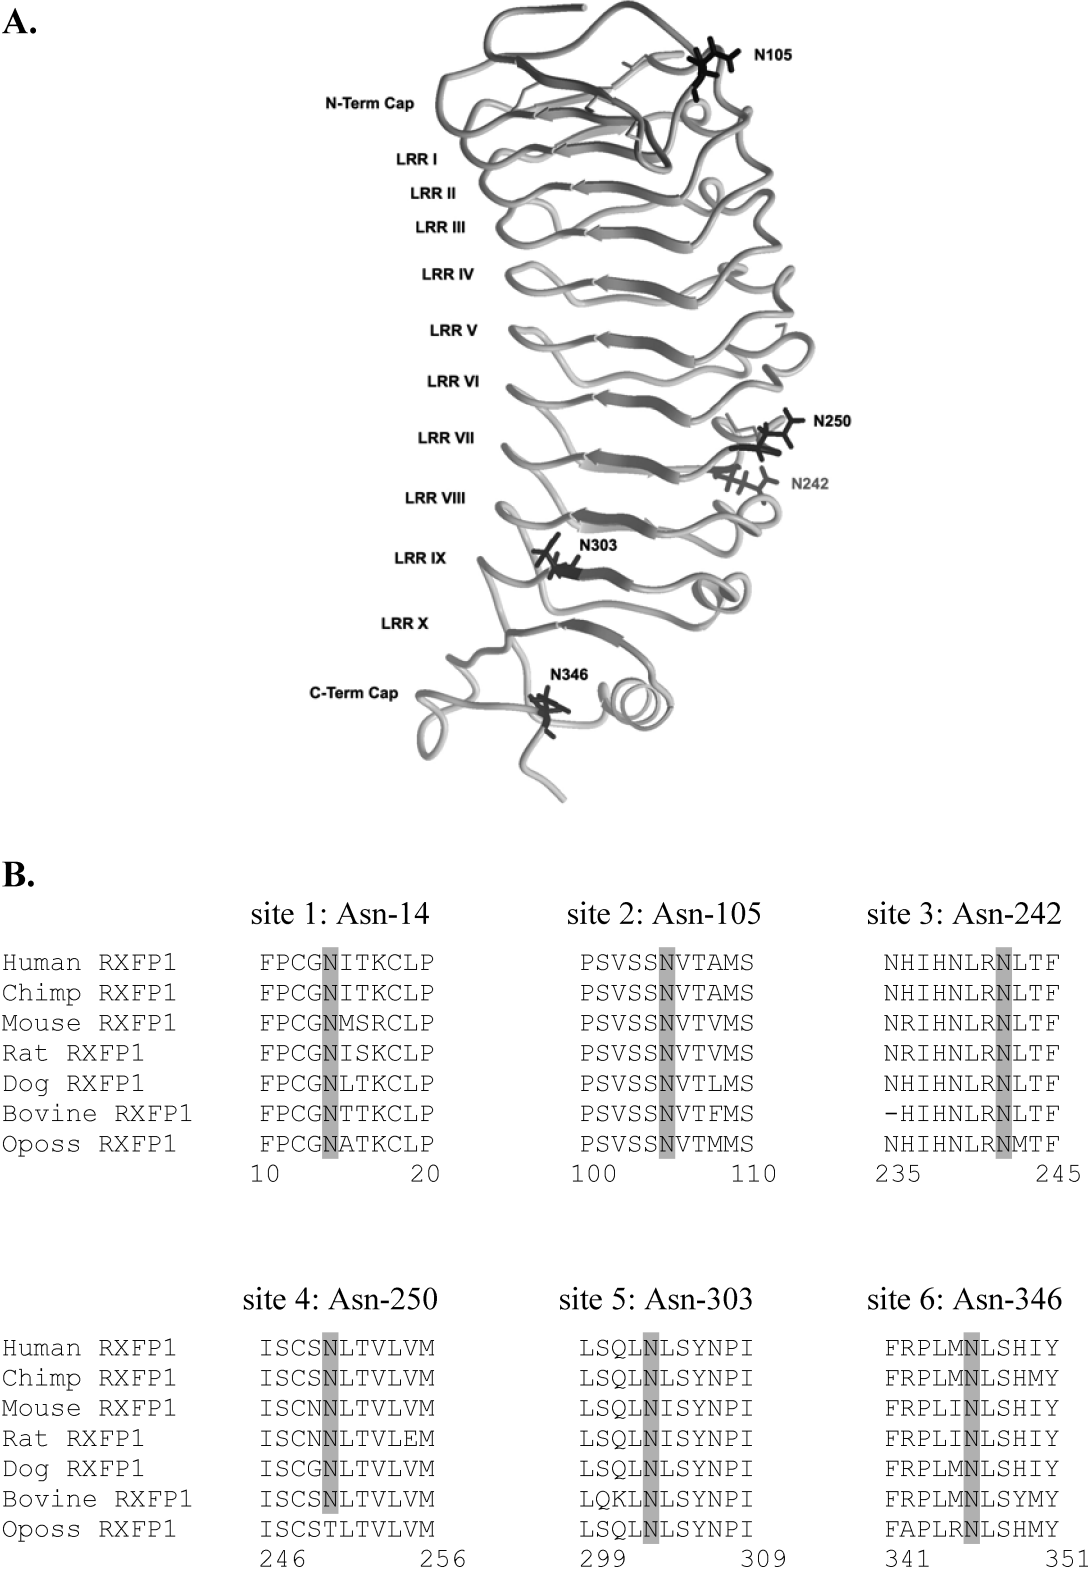 A.
N105
N-Term Cap
LRR I
LRR II
LRR III
LRR IV
LRR V
LRR VI
N250
LRR VII
N242
LRR VIII
N303
LRR IX
LRR X
N346
C-Term Cap
B.
site 1: Asn-14 site 2: Asn-105 site 3: Asn-242
Human RXFP1 FPCGNITKCLP PSVSSNVTAMS NHIHNLRNLTF
Chimp RXFP1 FPCGNITKCLP PSVSSNVTAMS NHIHNLRNLTF
Mouse RXFP1 FPCGNMSRCLP PSVSSNVTVMS NRIHNLRNLTF
Rat RXFP1 FPCGNISKCLP PSVSSNVTVMS NRIHNLRNLTF
Dog RXFP1 FPCGNLTKCLP PSVSSNVTLMS NHIHNLRNLTF
Bovine RXFP1 FPCGNTTKCLP PSVSSNVTFMS -HIHNLRNLTF
Oposs RXFP1 FPCGNATKCLP PSVSSNVTMMS NHIHNLRNMTF
10 20 100 110 235 245
site 4: Asn-250 site 5: Asn-303 site 6: Asn-346
Human RXFP1 ISCSNLTVLVM LSQLNLSYNPI FRPLMNLSHIY
Chimp RXFP1 ISCSNLTVLVM LSQLNLSYNPI FRPLMNLSHMY
Mouse RXFP1 ISCNNLTVLVM LSQLNISYNPI FRPLINLSHIY
Rat RXFP1 ISCNNLTVLEM LSQLNISYNPI FRPLINLSHIY
Dog RXFP1 ISCGNLTVLVM LSQLNLSYNPI FRPLMNLSHIY
Bovine RXFP1 ISCSNLTVLVM LQKLNLSYNPI FRPLMNLSYMY
Oposs RXFP1 ISCSTLTVLVM LSQLNLSYNPI FAPLRNLSHMY
246 256 299 309 341 351